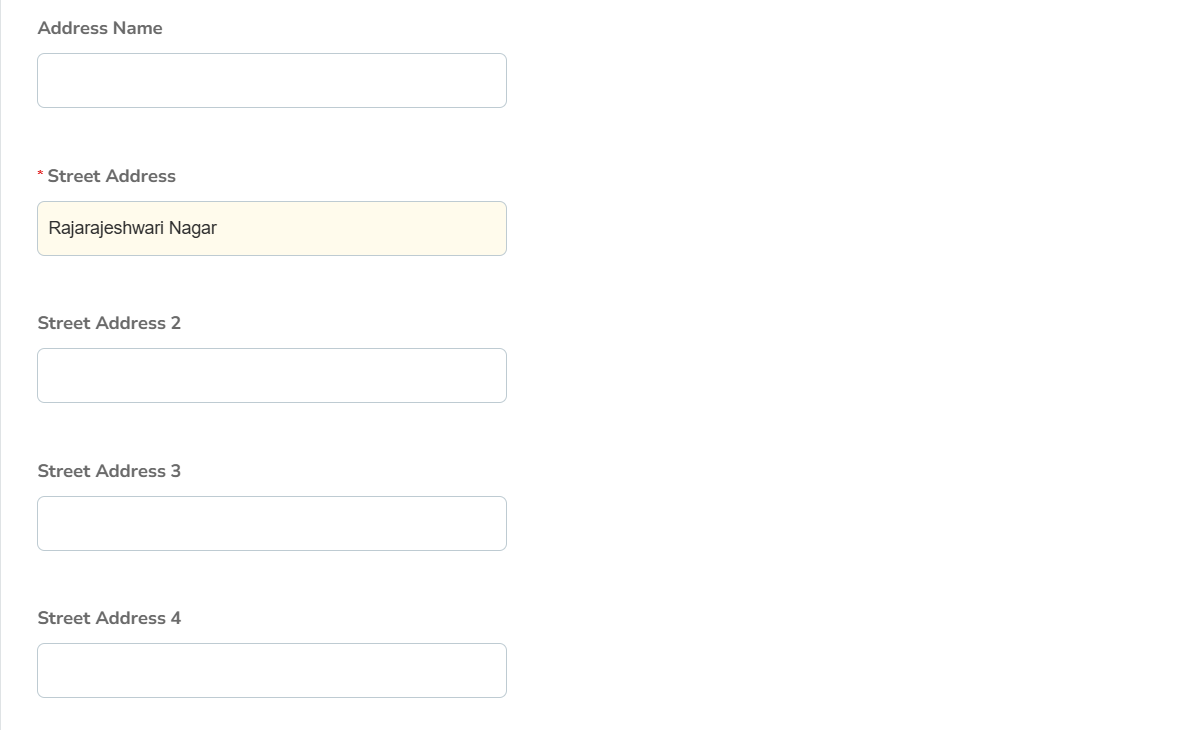 Address Name
* Street Address
Rajarajeshwari Nagar
Street Address 2
Street Address 3
Street Address 4